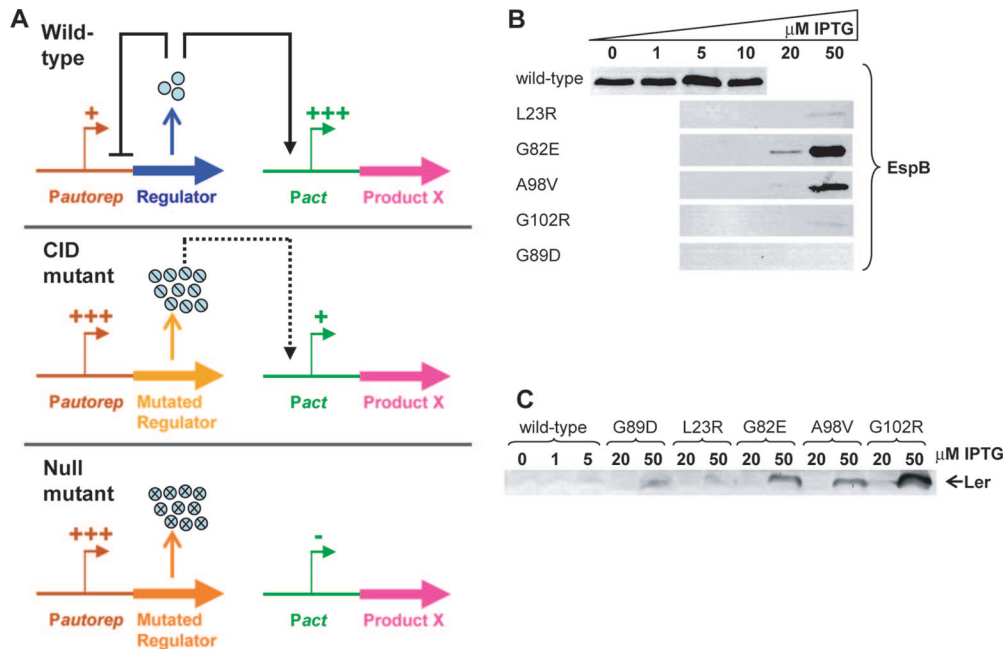 A
Wild-
type
+
+++
Pautorep
Regulator
Pact
Product X
CID
mutant
+++
+
Pautorep
Mutated
Regulator
Pact
Product X
Null
mutant
+++
-
Pautorep
Mutated
Regulator
Pact
Product X
B
μM IPTG
0 1 5 10 20 50
wild-type
L23R
G82E
A98V
G102R
G89D
EspB
C
wild-type G89D L23R G82E A98V G102R
0 1 5 20 50 20 50 20 50 20 50 20 50 μM IPTG
Ler